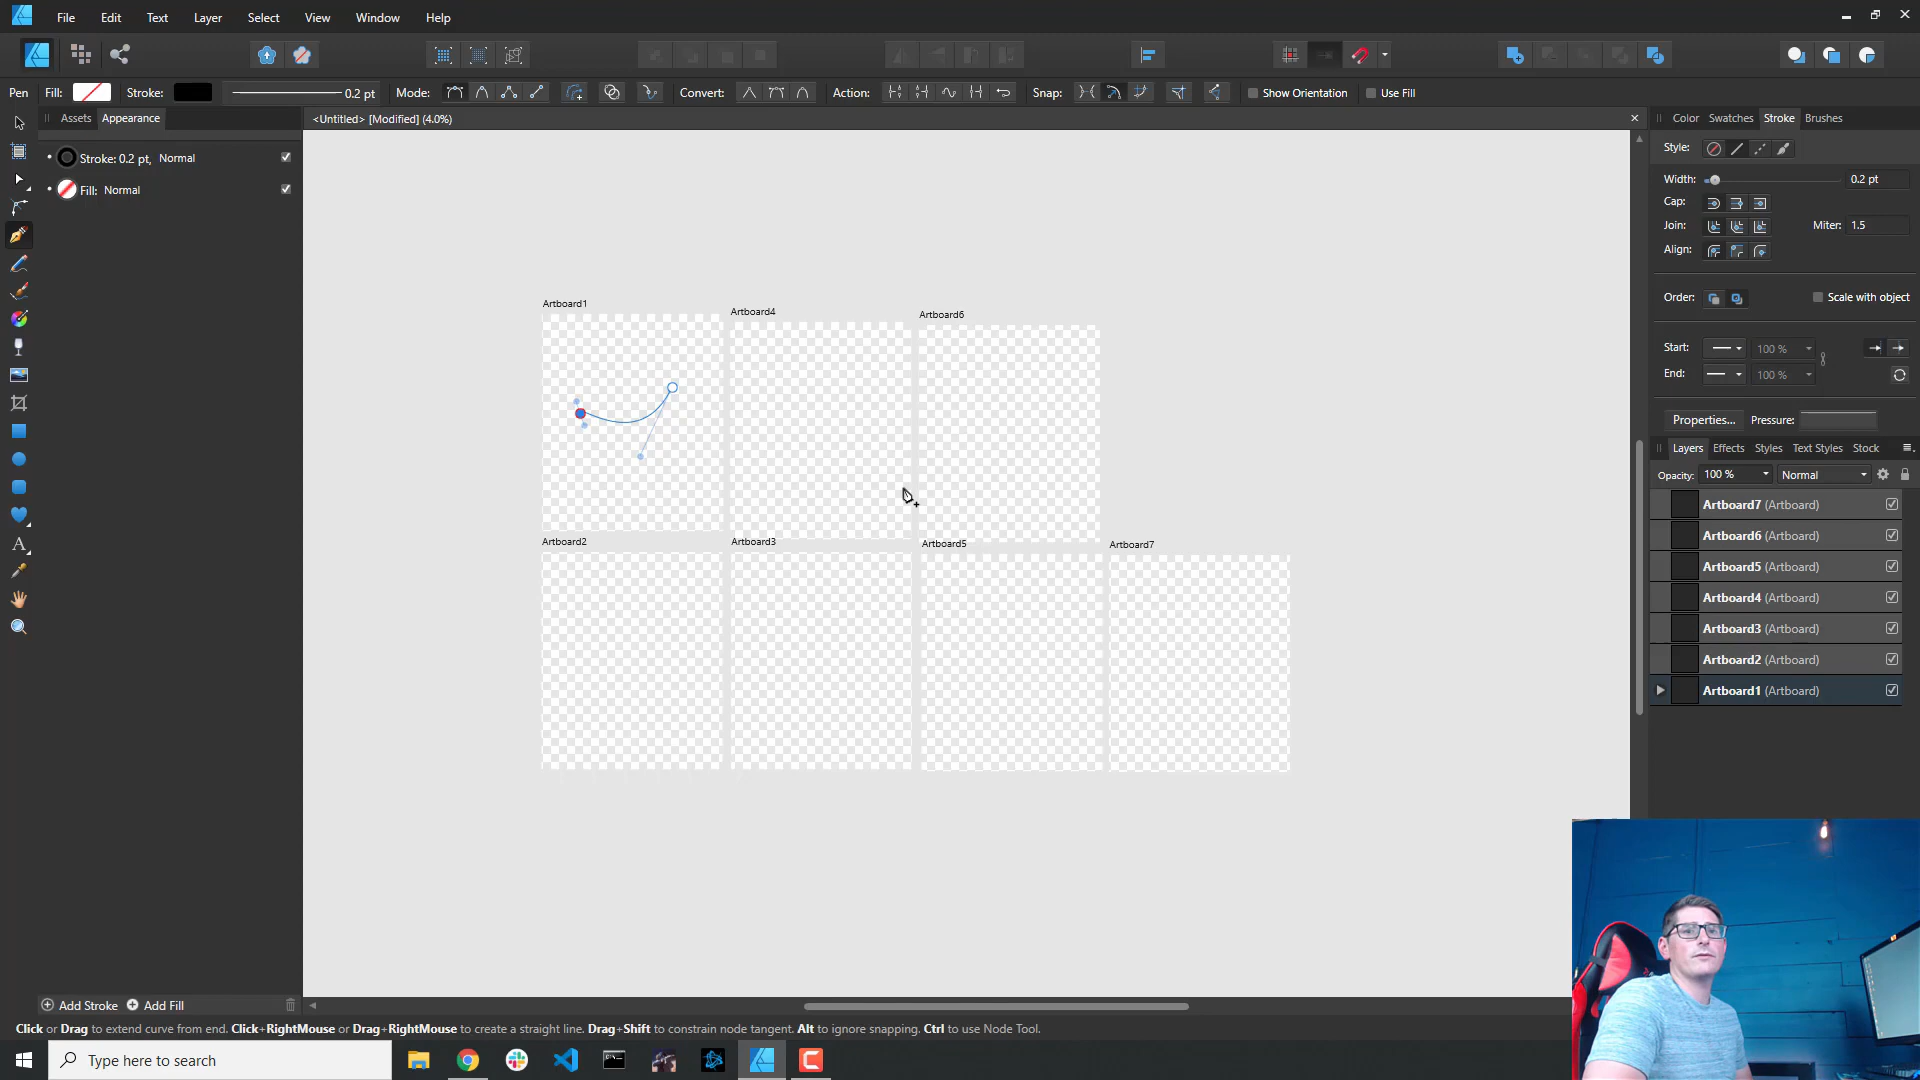 File Edit Text Layer Select View Window Help
Pen Fill: Stroke: 0.2 pt Mode: Convert: Action: Snap: Show Orientation Use Fill
Assets Appearance
<Untitled> [Modified] (4.0%)
Color Swatches Stroke Brushes
Stroke: 0.2 pt, Normal
Fill: Normal
Style:
Width: 0.2 pt
Cap:
Join: Miter: 1.5
Align:
Order: Scale with object
Start: 100 %
End: 100 %
Properties... Pressure:
Layers Effects Styles Text Styles Stock
Opacity: 100 % Normal
Artboard7 (Artboard)
Artboard6 (Artboard)
Artboard5 (Artboard)
Artboard4 (Artboard)
Artboard3 (Artboard)
Artboard2 (Artboard)
Artboard1 (Artboard)
Artboard1
Artboard4
Artboard6
Artboard2
Artboard3
Artboard5
Artboard7
Add Stroke Add Fill
Click or Drag to extend curve from end. Click+RightMouse or Drag+RightMouse to create a straight line. Drag+Shift to constrain node tangent. Alt to ignore snapping. Ctrl to use Node Tool.
Type here to search